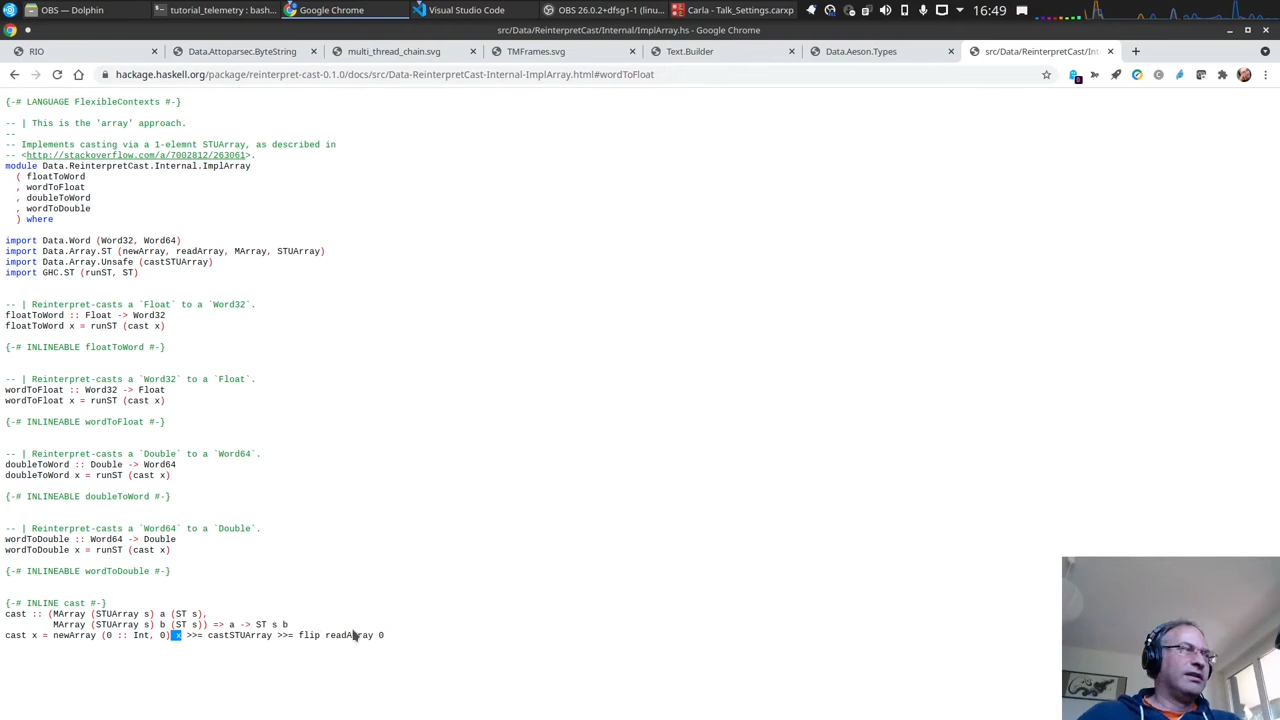 OBS — Dolphin
tutorial_telemetry : bash...
Google Chrome
Visual Studio Code
OBS 26.0.2+dfsg1-1 (linu...
Carla - Talk_Settings.carxp
16:49
src/Data/ReinterpretCast/Internal/ImplArray.hs - Google Chrome
RIO
Data.Attoparsec.ByteString
multi_thread_chain.svg
TMFrames.svg
Text.Builder
Data.Aeson.Types
src/Data/ReinterpretCast/Int
hackage.haskell.org/package/reinterpret-cast-0.1.0/docs/src/Data-ReinterpretCast-Internal-ImplArray.html#wordToFloat
{-# LANGUAGE FlexibleContexts #-}
-- | This is the 'array' approach.
--
-- Implements casting via a 1-elemnt STUArray, as described in
-- <http://stackoverflow.com/a/7002812/263061>.
module Data.ReinterpretCast.Internal.ImplArray
( floatToWord
, wordToFloat
, doubleToWord
, wordToDouble
) where
import Data.Word (Word32, Word64)
import Data.Array.ST (newArray, readArray, MArray, STUArray)
import Data.Array.Unsafe (castSTUArray)
import GHC.ST (runST, ST)
-- | Reinterpret-casts a `Float` to a `Word32`.
floatToWord :: Float -> Word32
floatToWord x = runST (cast x)
{-# INLINEABLE floatToWord #-}
-- | Reinterpret-casts a `Word32` to a `Float`.
wordToFloat :: Word32 -> Float
wordToFloat x = runST (cast x)
{-# INLINEABLE wordToFloat #-}
-- | Reinterpret-casts a `Double` to a `Word64`.
doubleToWord :: Double -> Word64
doubleToWord x = runST (cast x)
{-# INLINEABLE doubleToWord #-}
-- | Reinterpret-casts a `Word64` to a `Double`.
wordToDouble :: Word64 -> Double
wordToDouble x = runST (cast x)
{-# INLINEABLE wordToDouble #-}
{-# INLINE cast #-}
cast :: (MArray (STUArray s) a (ST s),
MArray (STUArray s) b (ST s)) => a -> ST s b
cast x = newArray (0 :: Int, 0) x >>= castSTUArray >>= flip readArray 0